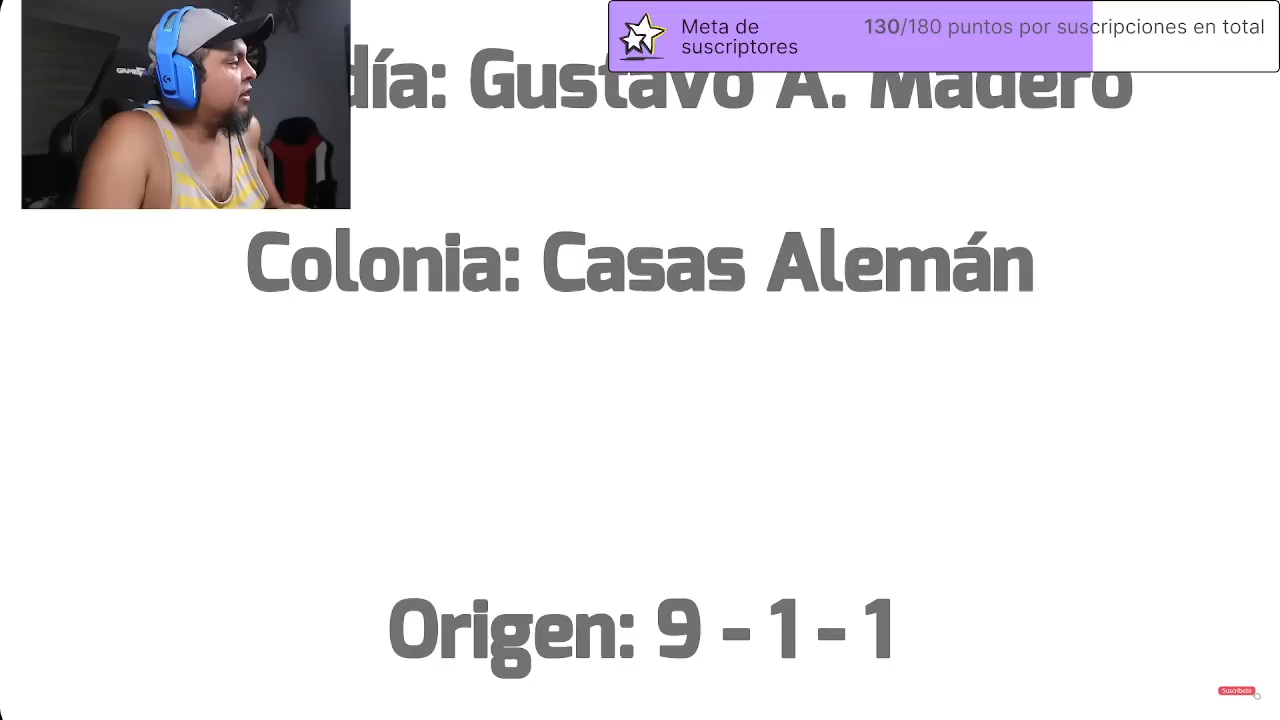 Meta de
suscriptores
130/180 puntos por suscripciones en total
día: Gustavo A. Madero
Colonia: Casas Alemán
Origen: 9 - 1 - 1
Suscríbete